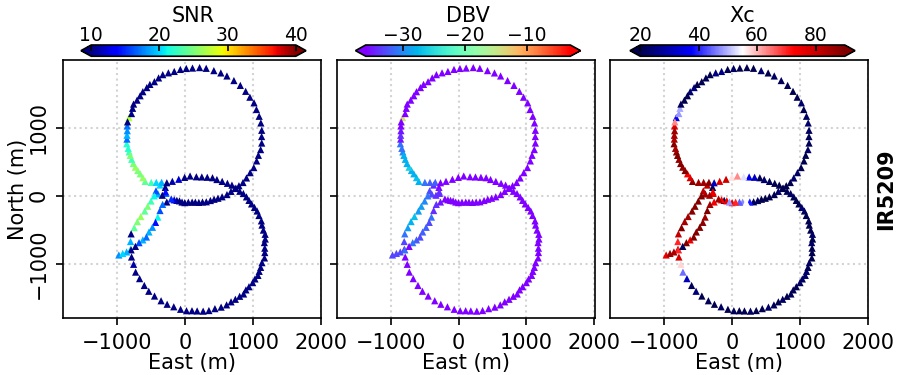 SNR DBV Xc
10 20 30 40 −30 −20 −10 20 40 60 80
1000
0
−1000
North (m)
IR5209
−1000 0 1000 2000 −1000 0 1000 2000 −1000 0 1000 2000
East (m) East (m) East (m)